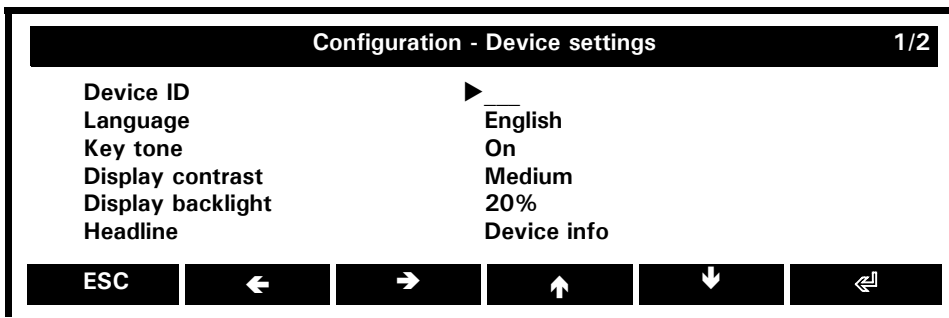 Configuration - Device settings 1/2
Device ID ▶___
Language English
Key tone On
Display contrast Medium
Display backlight 20%
Headline Device info
ESC ← → ↑ ↓ ↵